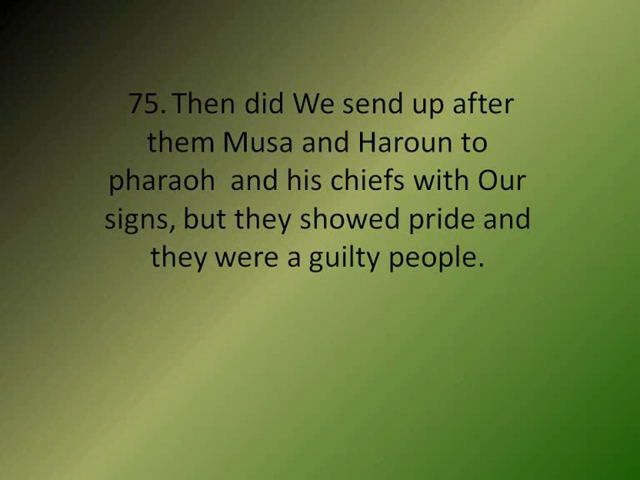 75. Then did We send up after
them Musa and Haroun to
pharaoh and his chiefs with Our
signs, but they showed pride and
they were a guilty people.